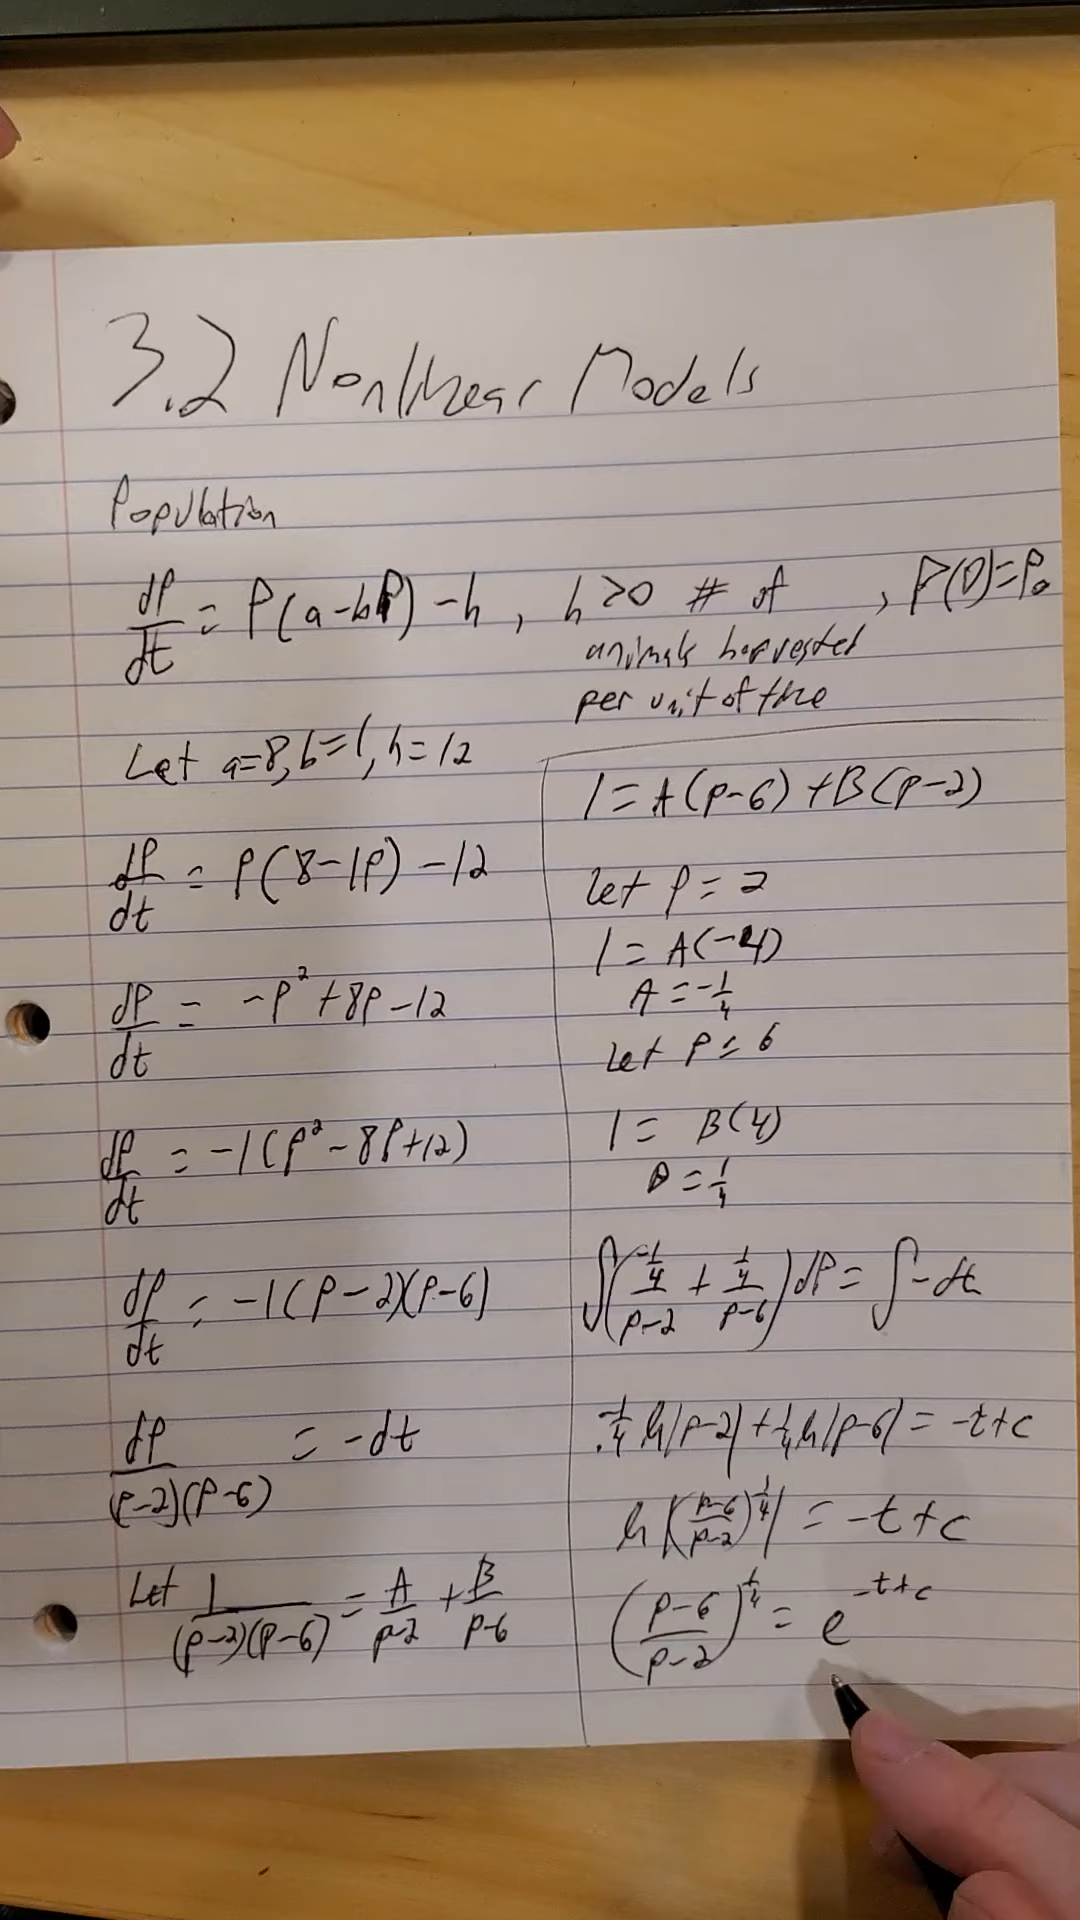 3.2 Nonlinear Models
Population
dP/dt = P(a-bP) -h, h>0 # of animals harvested per unit of time, P(0)=P₀
Let a=8, b=1, h=12
dP/dt = P(8-1P) -12
dP/dt = -P² +8P -12
dP/dt = -1(P² -8P+12)
dP/dt = -1(P-2)(P-6)
dP/(P-2)(P-6) = -dt
Let 1/(P-2)(P-6) = A/P-2 + B/P-6
1 = A(P-6) +B(P-2)
Let P = 2
1 = A(-4)
A = -1/4
Let P = 6
1 = B(4)
B = 1/4
∫(-1/4/P-2 + 1/4/P-6)dP = ∫-dt
-1/4 ln|P-2| + 1/4 ln|P-6| = -t+c
ln|(P-6/P-2)^1/4| = -t+c
(P-6/P-2)^1/4 = e^-t+c